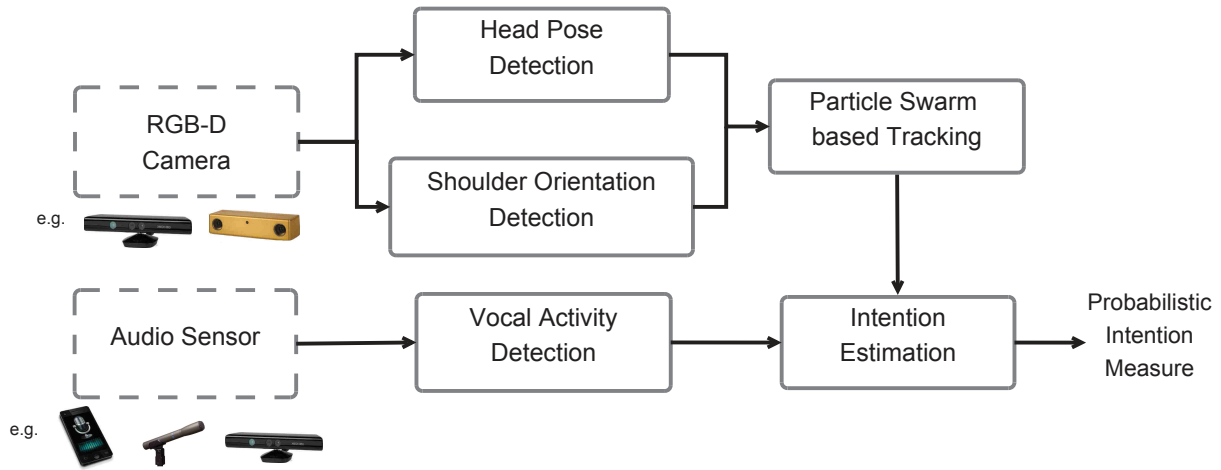 Head Pose
Detection
RGB-D
Camera
Particle Swarm
based Tracking
Shoulder Orientation
Detection
e.g.
Audio Sensor
Vocal Activity
Detection
Intention
Estimation
Probabilistic
Intention
Measure
e.g.